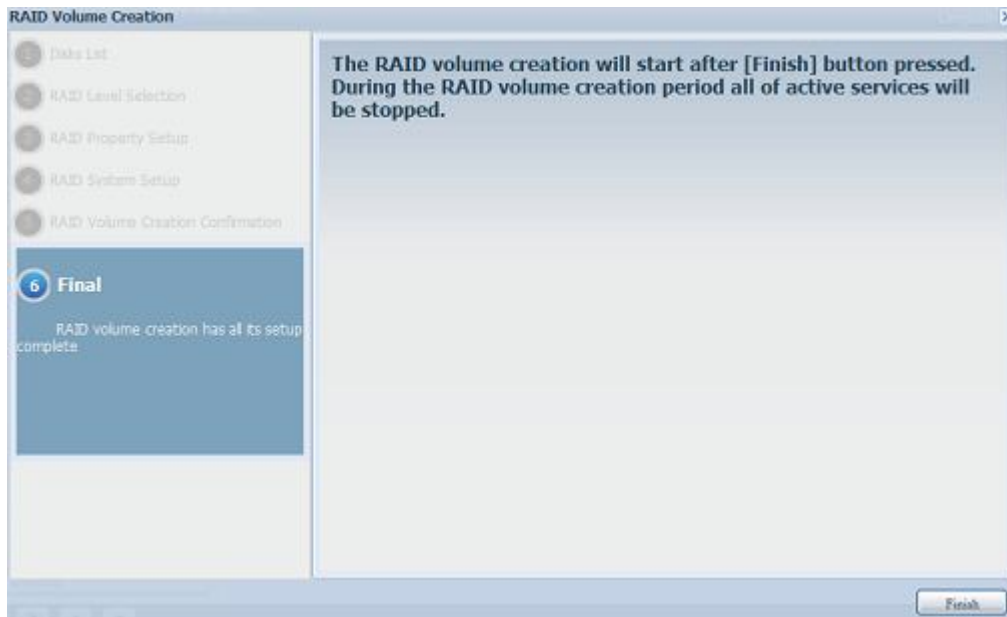 RAID Volume Creation
Disks List
RAID Level Selection
RAID Property Setup
RAID System Setup
RAID Volume Creation Confirmation
6 Final
RAID volume creation has all its setup
complete
The RAID volume creation will start after [Finish] button pressed.
During the RAID volume creation period all of active services will
be stopped.
Finish